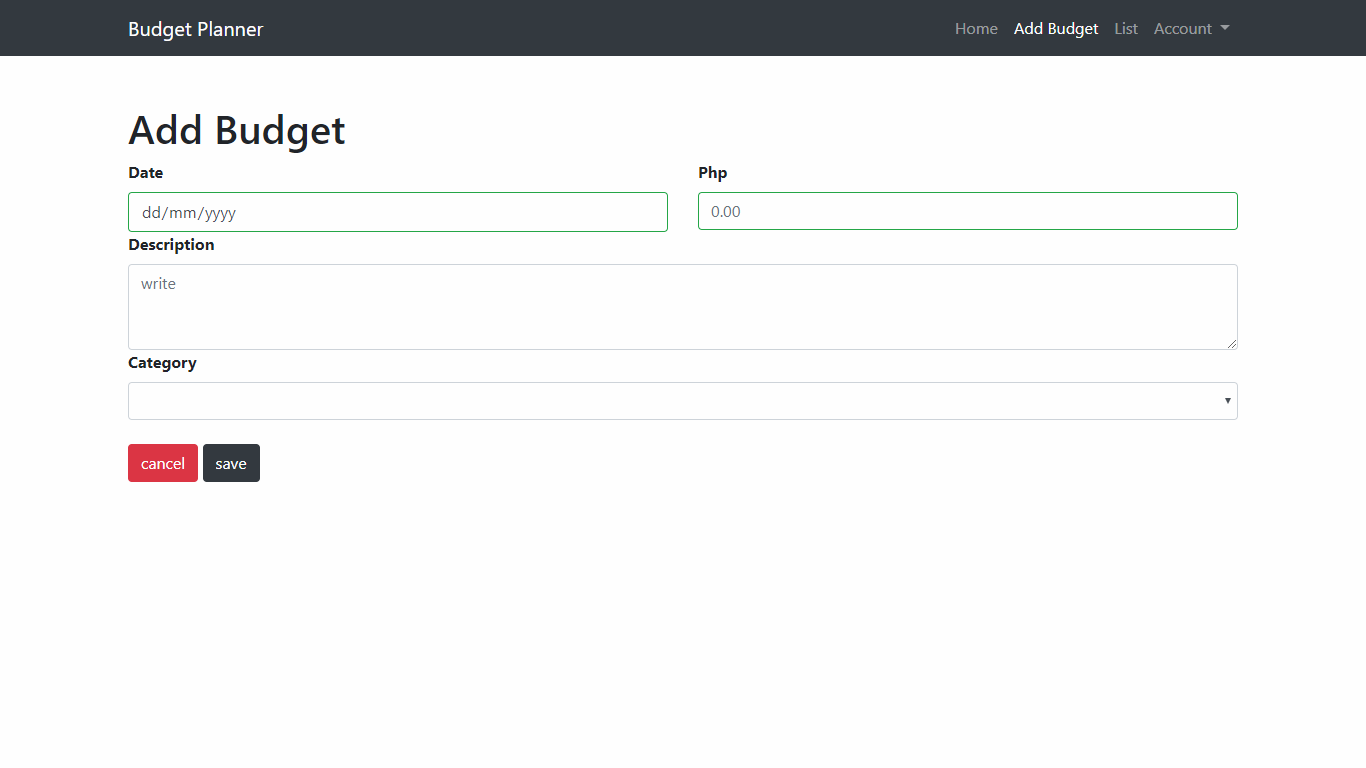 Budget Planner
Home
Add Budget
List
Account
Add Budget
Date
Php
dd/mm/yyyy
0.00
Description
write
Category
cancel
save